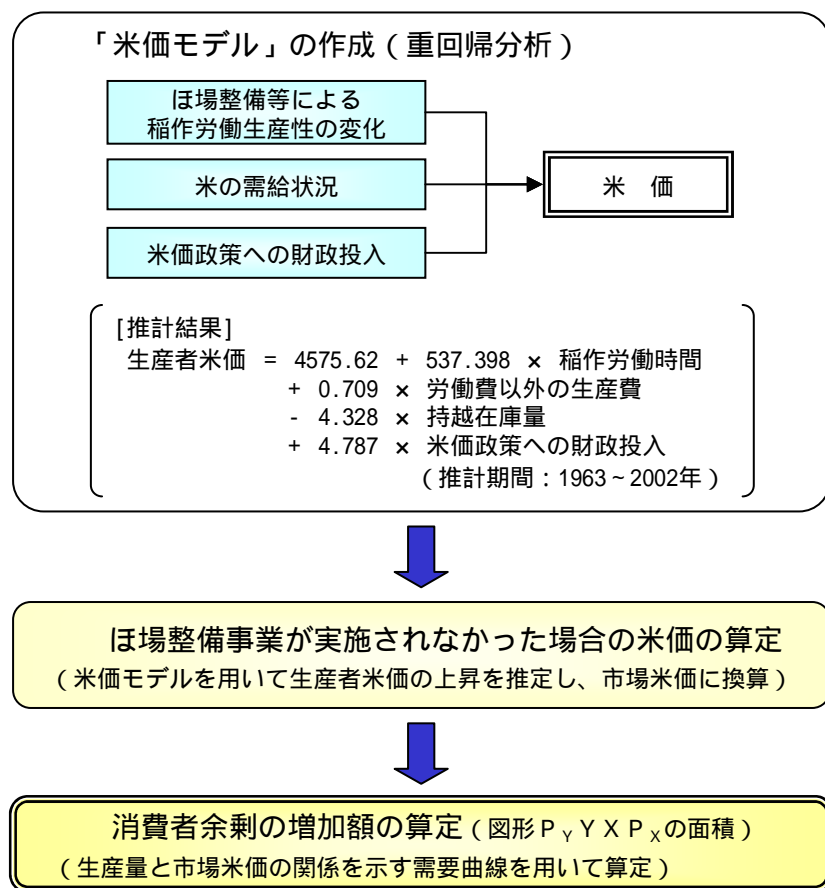 「米価モデル」の作成（重回帰分析）
ほ場整備等による
稲作労働生産性の変化
米の需給状況
米価政策への財政投入
米　価
[推計結果]
生産者米価 = 4575.62 + 537.398 × 稲作労働時間
+ 0.709 × 労働費以外の生産費
- 4.328 × 持越在庫量
+ 4.787 × 米価政策への財政投入
（推計期間：1963～2002年）
ほ場整備事業が実施されなかった場合の米価の算定
（米価モデルを用いて生産者米価の上昇を推定し、市場米価に換算）
消費者余剰の増加額の算定（図形ＰYＹＸＰXの面積）
（生産量と市場米価の関係を示す需要曲線を用いて算定）